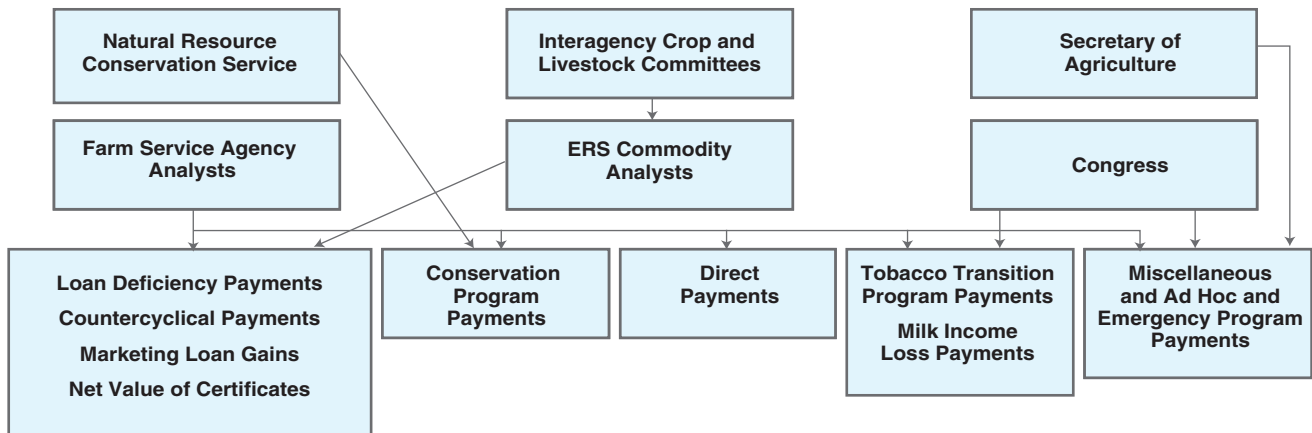 Natural Resource
Conservation Service
Interagency Crop and
Livestock Committees
Secretary of
Agriculture
Farm Service Agency
Analysts
ERS Commodity
Analysts
Congress
Loan Deficiency Payments
Countercyclical Payments
Marketing Loan Gains
Net Value of Certificates
Conservation
Program
Payments
Direct
Payments
Tobacco Transition
Program Payments
Milk Income
Loss Payments
Miscellaneous
and Ad Hoc and
Emergency Program
Payments